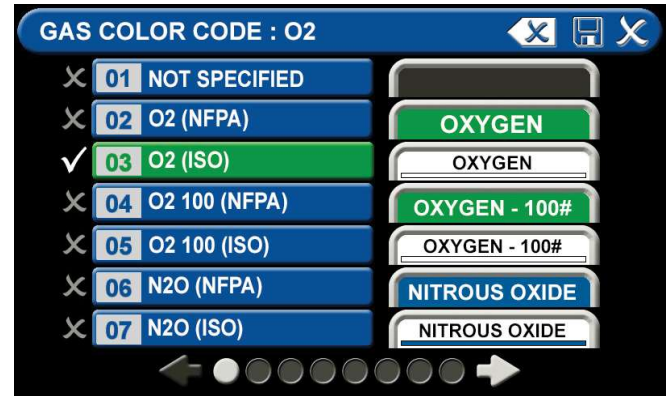 GAS COLOR CODE : O2
01 NOT SPECIFIED
02 O2 (NFPA) OXYGEN
03 O2 (ISO) OXYGEN
04 O2 100 (NFPA) OXYGEN - 100#
05 O2 100 (ISO) OXYGEN - 100#
06 N2O (NFPA) NITROUS OXIDE
07 N2O (ISO) NITROUS OXIDE